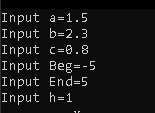 Input a=1.5
Input b=2.3
Input c=0.8
Input Beg=-5
Input End=5
Input h=1